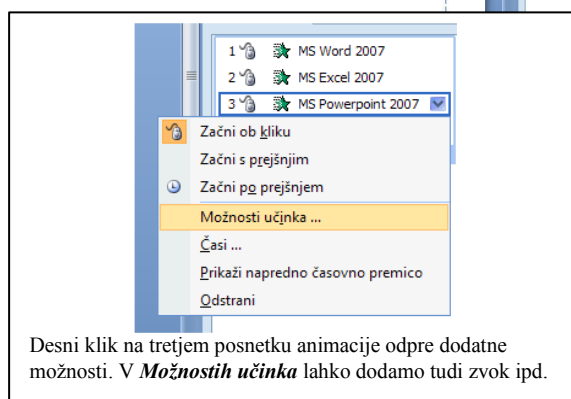 1 MS Word 2007
2 MS Excel 2007
3 MS Powerpoint 2007
Začni ob kliku
Začni s prejšnjim
Začni po prejšnjem
Možnosti učinka ...
Časi ...
Prikaži napredno časovno premico
Odstrani
Desni klik na tretjem posnetku animacije odpre dodatne
možnosti. V Možnostih učinka lahko dodamo tudi zvok ipd.